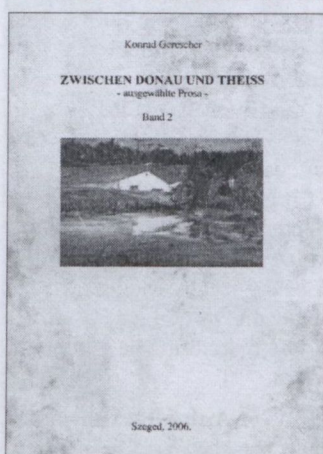 Konrad Gerescher
ZWISCHEN DONAU UND THEISS
- ausgewählte Prosa -
Band 2
Szeged, 2006.